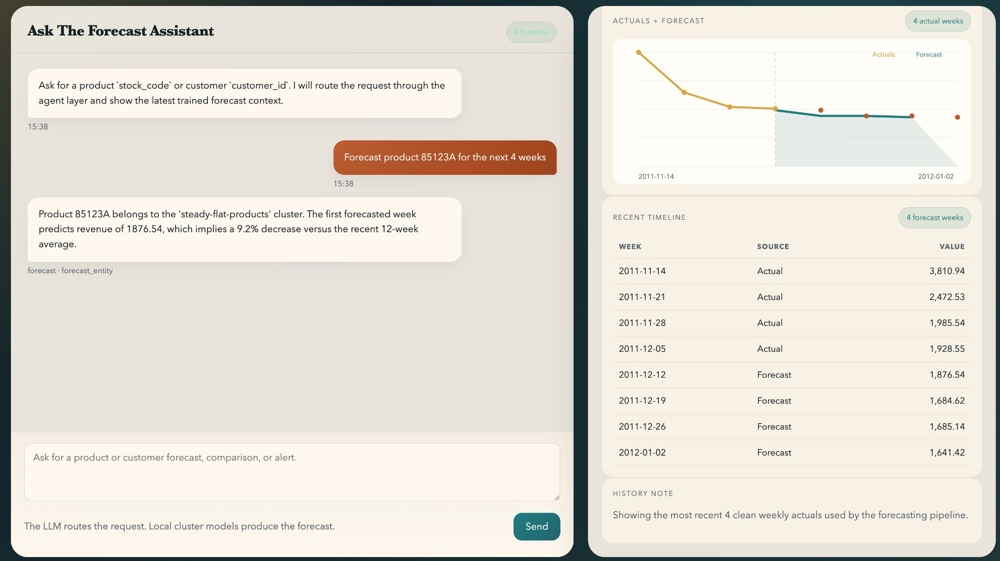 Ask The Forecast Assistant
API online
Ask for a product `stock_code` or customer `customer_id`. I will route the request through the
agent layer and show the latest trained forecast context.
15:38
Forecast product 85123A for the next 4 weeks
15:38
Product 85123A belongs to the 'steady-flat-products' cluster. The first forecasted week
predicts revenue of 1876.54, which implies a 9.2% decrease versus the recent 12-week
average.
forecast · forecast_entity
Ask for a product or customer forecast, comparison, or alert.
The LLM routes the request. Local cluster models produce the forecast.
Send
ACTUALS + FORECAST
4 actual weeks
Actuals Forecast
2011-11-14 2012-01-02
RECENT TIMELINE
4 forecast weeks
WEEK SOURCE VALUE
2011-11-14 Actual 3,810.94
2011-11-21 Actual 2,472.53
2011-11-28 Actual 1,985.54
2011-12-05 Actual 1,928.55
2011-12-12 Forecast 1,876.54
2011-12-19 Forecast 1,684.62
2011-12-26 Forecast 1,685.14
2012-01-02 Forecast 1,641.42
HISTORY NOTE
Showing the most recent 4 clean weekly actuals used by the forecasting pipeline.